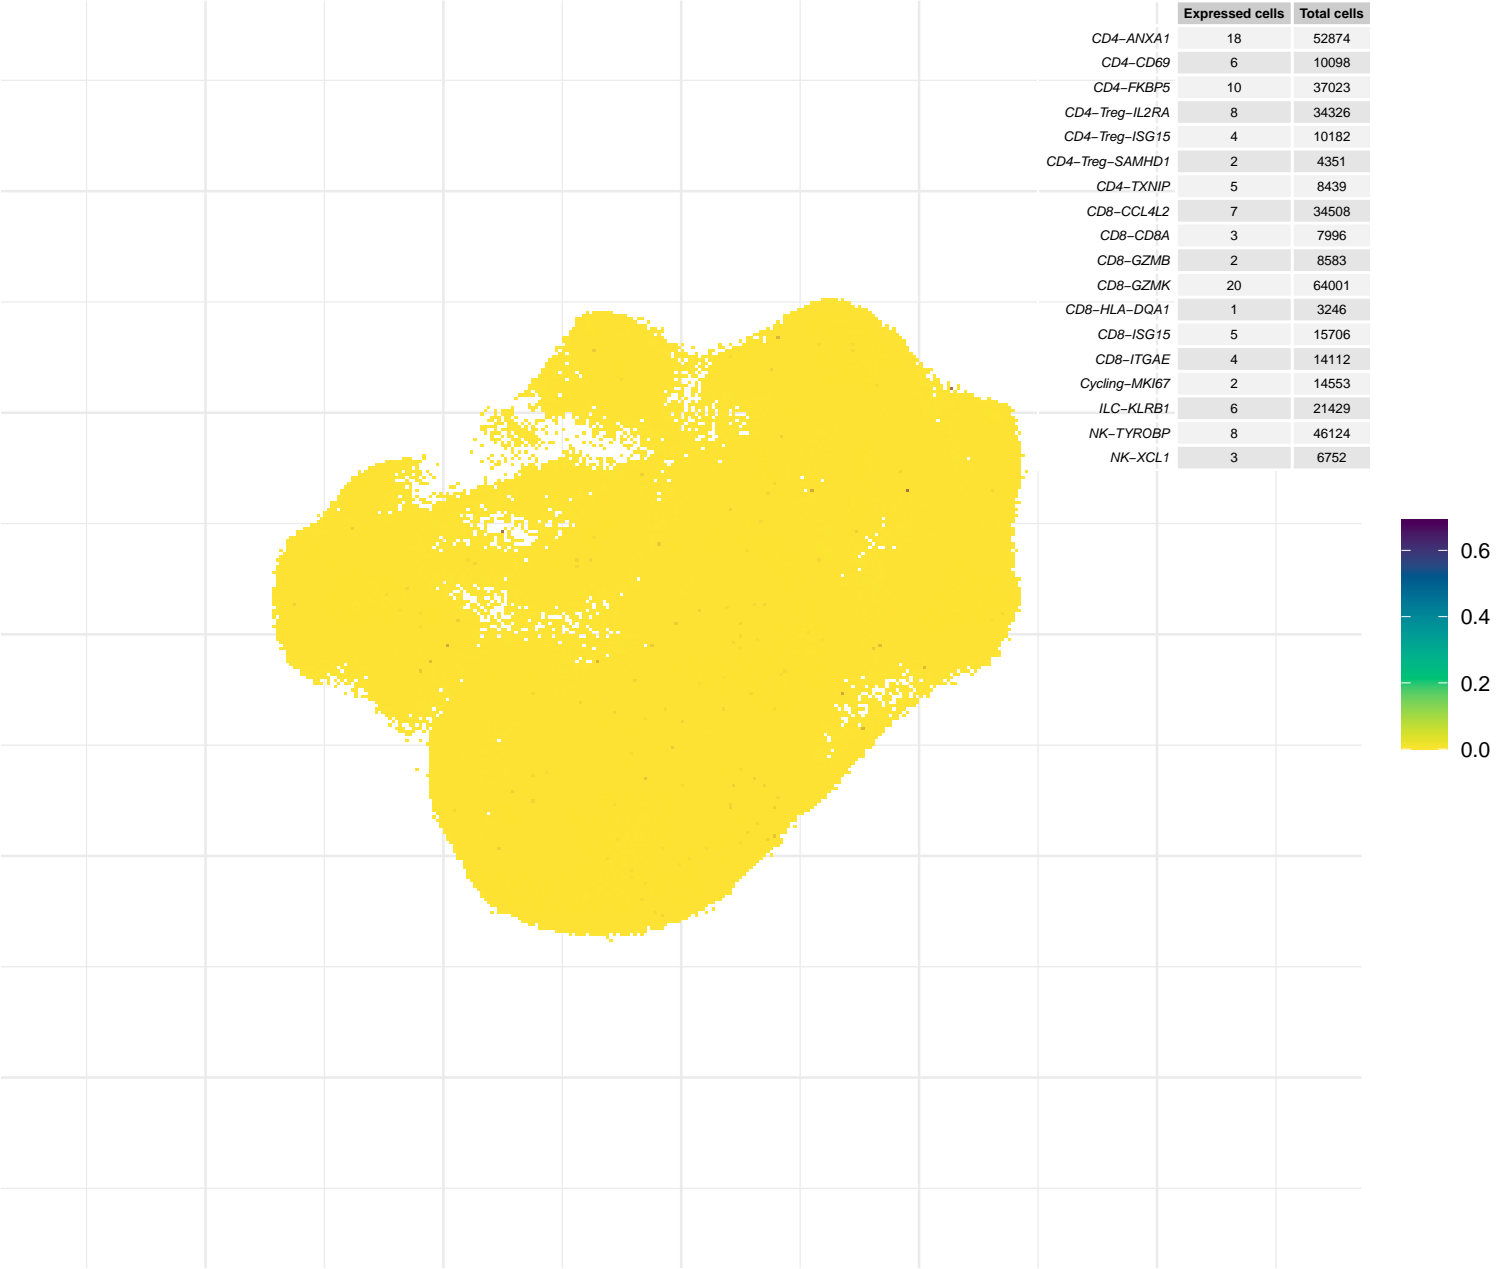 Expressed cells Total cells
CD4−ANXA1 18 52874
CD4−CD69 6 10098
CD4−FKBP5 10 37023
CD4−Treg−IL2RA 8 34326
CD4−Treg−ISG15 4 10182
CD4−Treg−SAMHD1 2 4351
CD4−TXNIP 5 8439
CD8−CCL4L2 7 34508
CD8−CD8A 3 7996
CD8−GZMB 2 8583
CD8−GZMK 20 64001
CD8−HLA−DQA1 1 3246
CD8−ISG15 5 15706
CD8−ITGAE 4 14112
Cycling−MKI67 2 14553
ILC−KLRB1 6 21429
NK−TYROBP 8 46124
NK−XCL1 3 6752
0.6
0.4
0.2
0.0